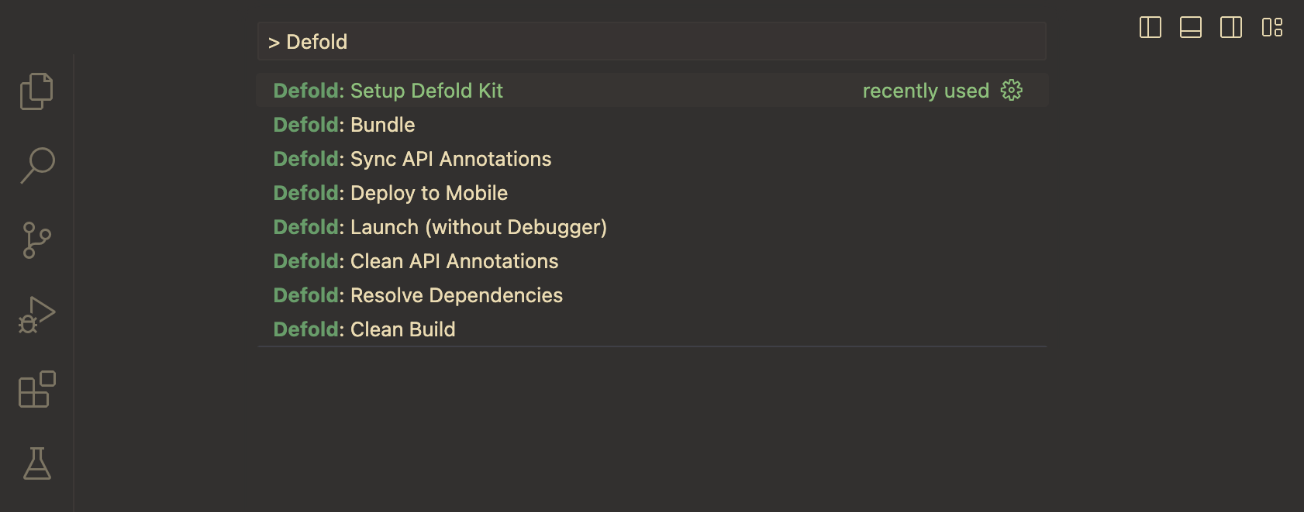 > Defold
Defold: Setup Defold Kit recently used
Defold: Bundle
Defold: Sync API Annotations
Defold: Deploy to Mobile
Defold: Launch (without Debugger)
Defold: Clean API Annotations
Defold: Resolve Dependencies
Defold: Clean Build